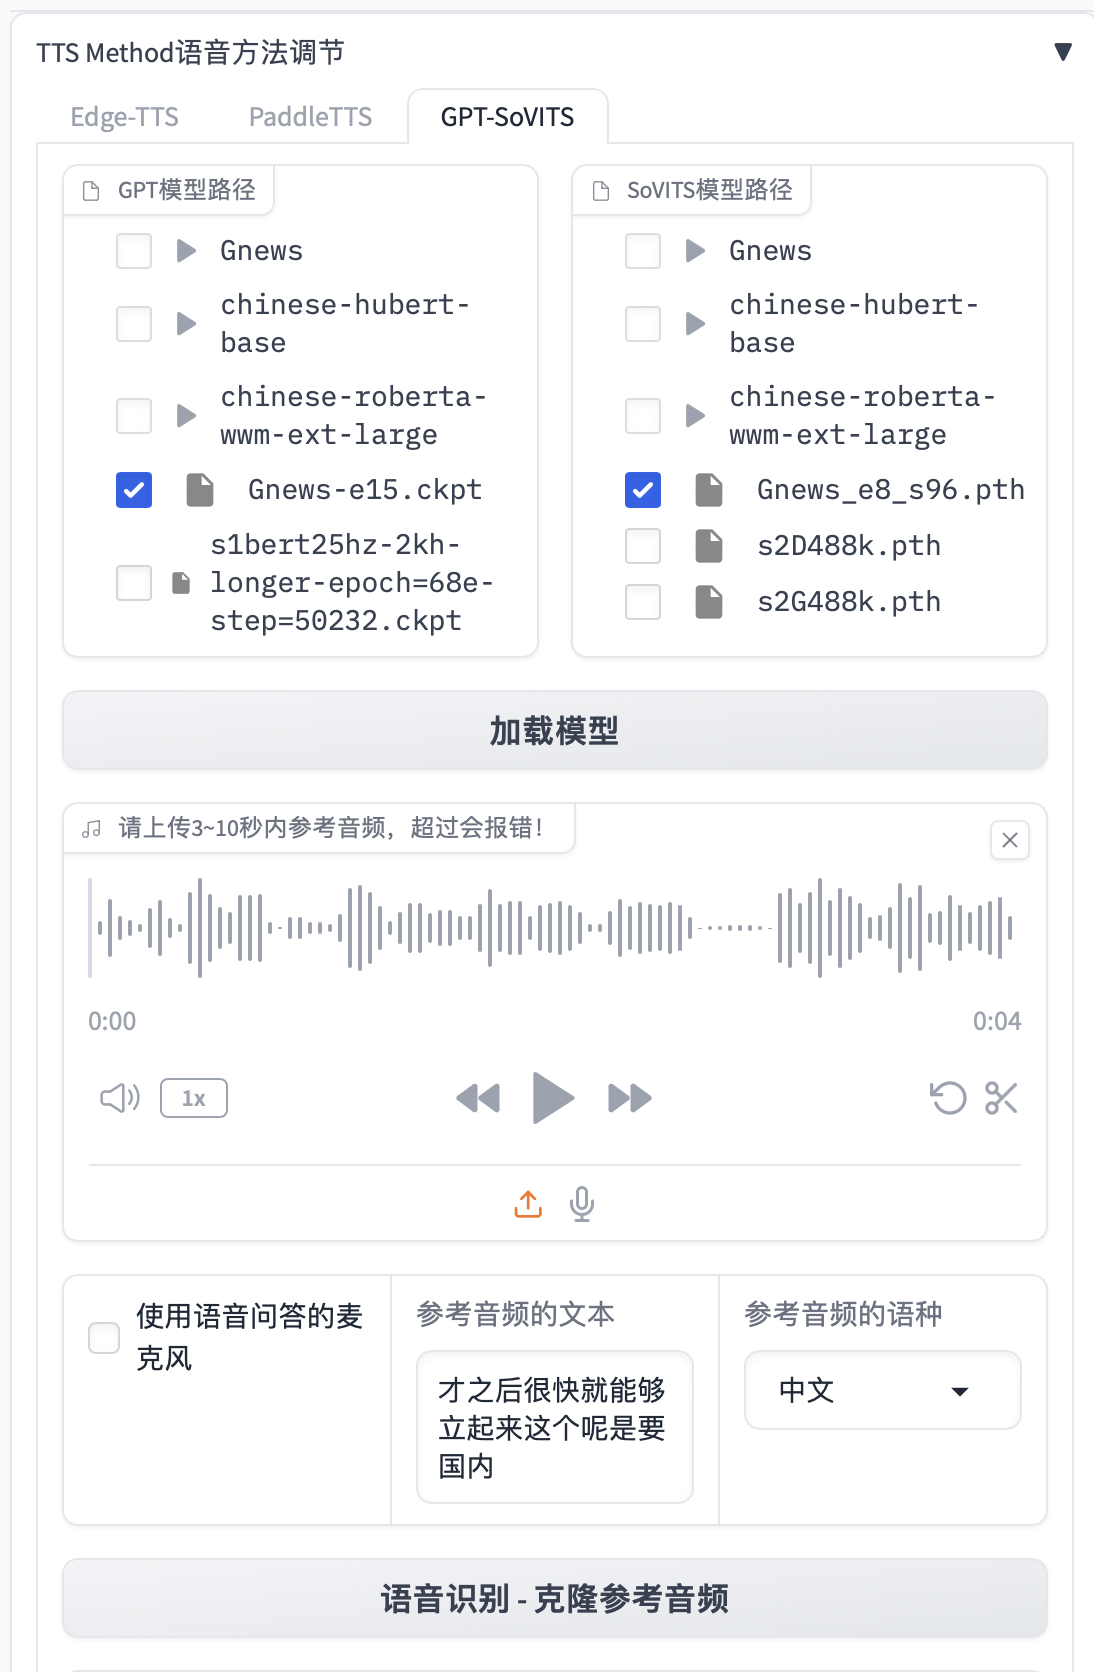 TTS Method语音方法调节
Edge-TTS
PaddleTTS
GPT-SoVITS
GPT模型路径
Gnews
chinese-hubert-
base
chinese-roberta-
wwm-ext-large
Gnews-e15.ckpt
s1bert25hz-2kh-
longer-epoch=68e-
step=50232.ckpt
SoVITS模型路径
Gnews
chinese-hubert-
base
chinese-roberta-
wwm-ext-large
Gnews_e8_s96.pth
s2D488k.pth
s2G488k.pth
加载模型
请上传3~10秒内参考音频，超过会报错！
0:00
0:04
1x
使用语音问答的麦
克风
参考音频的文本
才之后很快就能够
立起来这个呢是要
国内
参考音频的语种
中文
语音识别 - 克隆参考音频